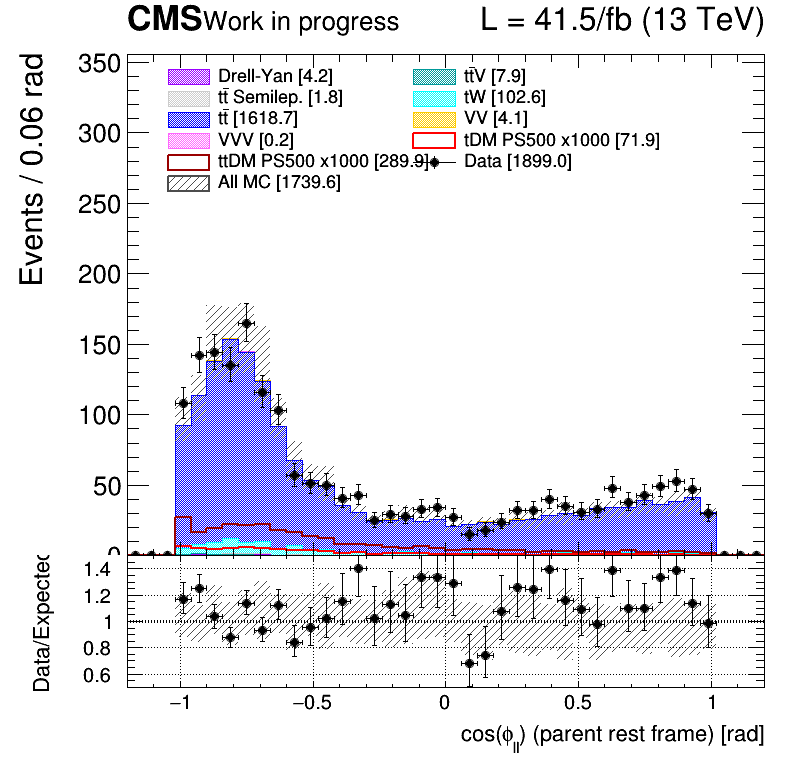 CMS Work in progress L = 41.5/fb (13 TeV)
Events / 0.06 rad
350
300
250
200
150
100
50
0
Drell-Yan [4.2] tt̄V [7.9]
tt̄ Semilep. [1.8] tW [102.6]
tt̄ [1618.7] VV [4.1]
VVV [0.2] tDM PS500 x1000 [71.9]
ttDM PS500 x1000 [289.9] Data [1899.0]
All MC [1739.6]
Data/Expected
1.4
1.2
1
0.8
0.6
−1 −0.5 0 0.5 1
cos(ϕ_ll) (parent rest frame) [rad]